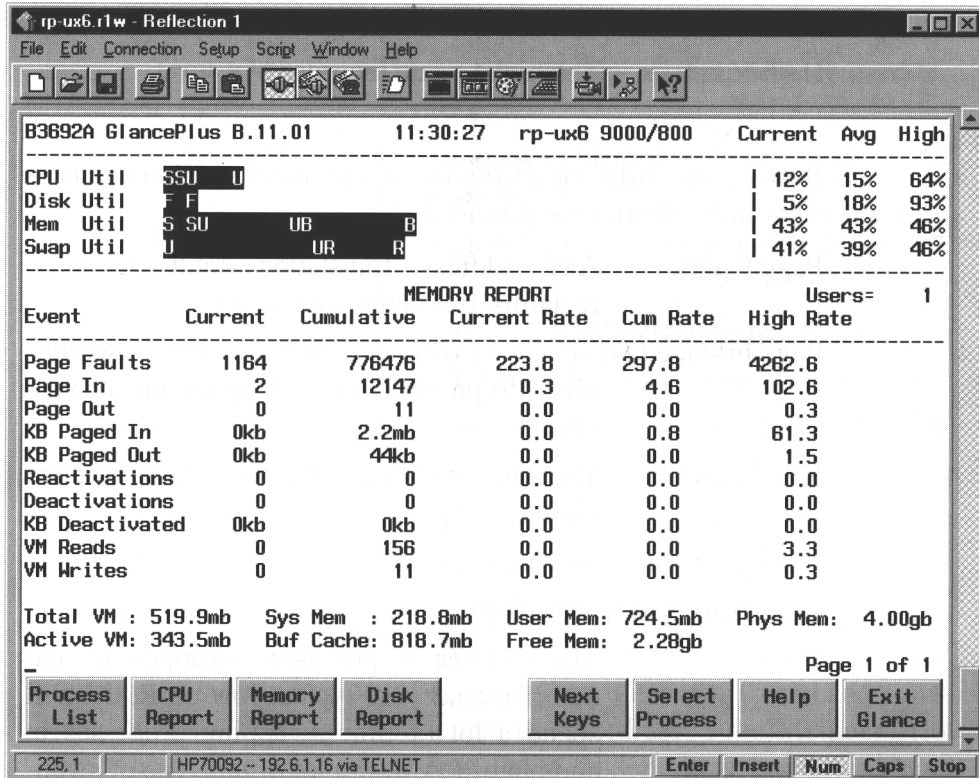 rp-ux6.r1w - Reflection 1
File Edit Connection Setup Script Window Help
B3692A GlancePlus B.11.01 11:30:27 rp-ux6 9000/800 Current Avg High
CPU Util SSU U | 12% 15% 64%
Disk Util F F | 5% 18% 93%
Mem Util S SU UB B | 43% 43% 46%
Swap Util U UR R | 41% 39% 46%
MEMORY REPORT Users= 1
Event Current Cumulative Current Rate Cum Rate High Rate
Page Faults 1164 776476 223.8 297.8 4262.6
Page In 2 12147 0.3 4.6 102.6
Page Out 0 11 0.0 0.0 0.3
KB Paged In 0kb 2.2mb 0.0 0.8 61.3
KB Paged Out 0kb 44kb 0.0 0.0 1.5
Reactivations 0 0 0.0 0.0 0.0
Deactivations 0 0 0.0 0.0 0.0
KB Deactivated 0kb 0kb 0.0 0.0 0.0
VM Reads 0 156 0.0 0.0 3.3
VM Writes 0 11 0.0 0.0 0.3
Total VM : 519.9mb Sys Mem : 218.8mb User Mem: 724.5mb Phys Mem: 4.00gb
Active VM: 343.5mb Buf Cache: 818.7mb Free Mem: 2.28gb
Page 1 of 1
Process List CPU Report Memory Report Disk Report Next Keys Select Process Help Exit Glance
225, 1 HP70092 -- 192.6.1.16 via TELNET Enter Insert Num Caps Stop